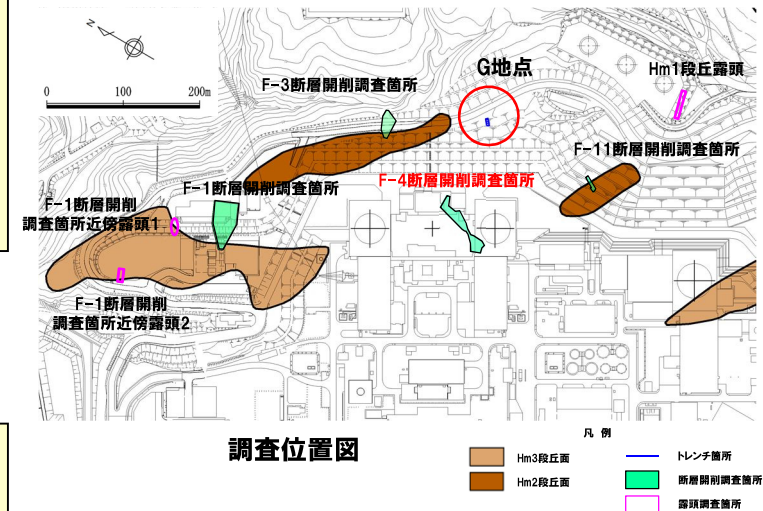 N
0 100 200m
G地点
Hm1段丘露頭
F-3断層開削調査箇所
F-11断層開削調査箇所
F-4断層開削調査箇所
F-1断層開削調査箇所
F-1断層開削
調査箇所近傍露頭1
F-1断層開削
調査箇所近傍露頭2
調査位置図
凡 例
Hm3段丘面
Hm2段丘面
トレンチ箇所
断層開削調査箇所
露頭調査箇所